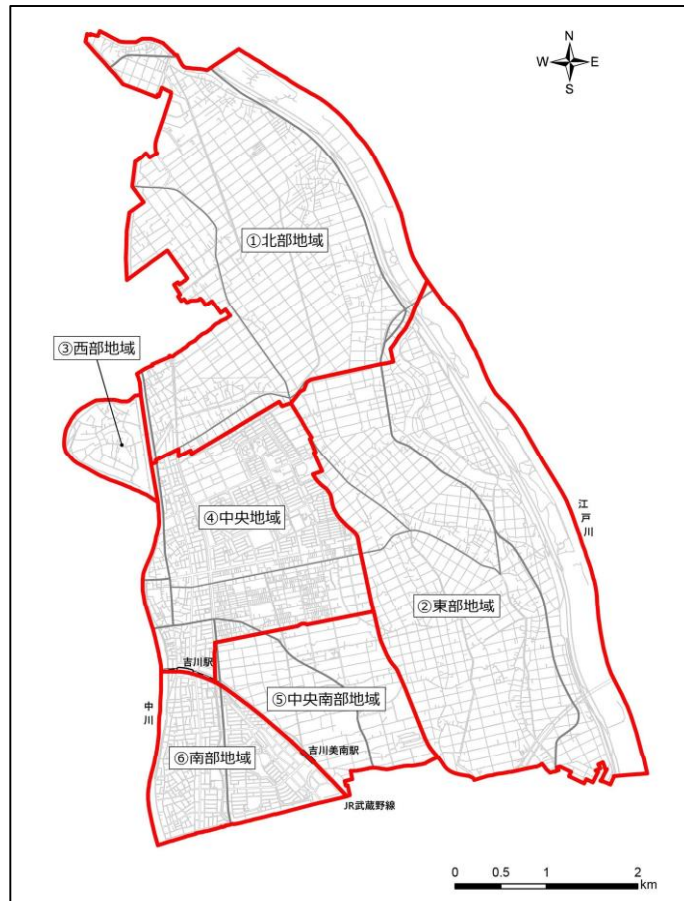 N
W E
S
①北部地域
③西部地域
④中央地域
江戸川
②東部地域
吉川駅
⑤中央南部地域
中川
吉川美南駅
⑥南部地域
JR武蔵野線
0 0.5 1 2
km